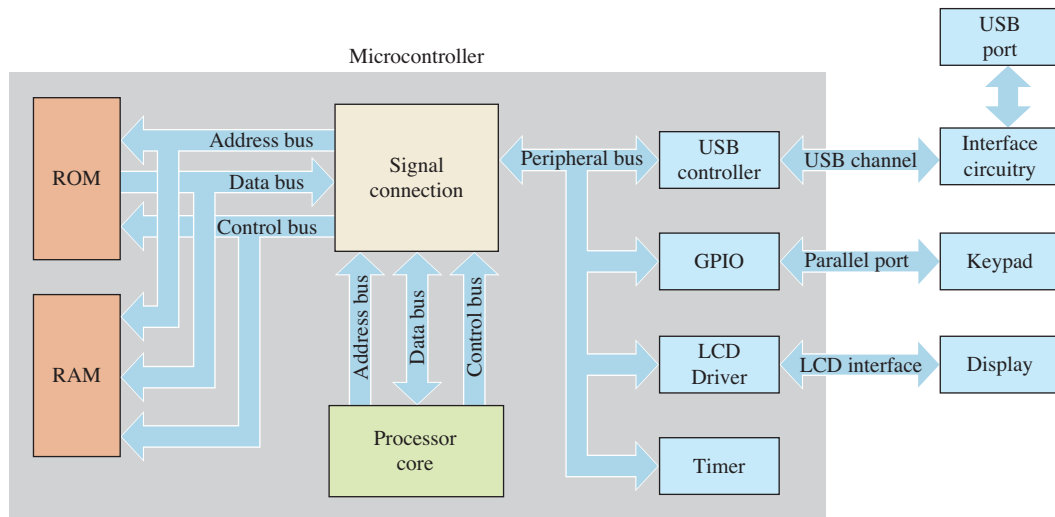 USB
port
Microcontroller
ROM
Address bus
Data bus
Control bus
Signal
connection
Peripheral bus
USB
controller
USB channel
Interface
circuitry
GPIO
Parallel port
Keypad
RAM
Address bus
Data bus
Control bus
LCD
Driver
LCD interface
Display
Processor
core
Timer